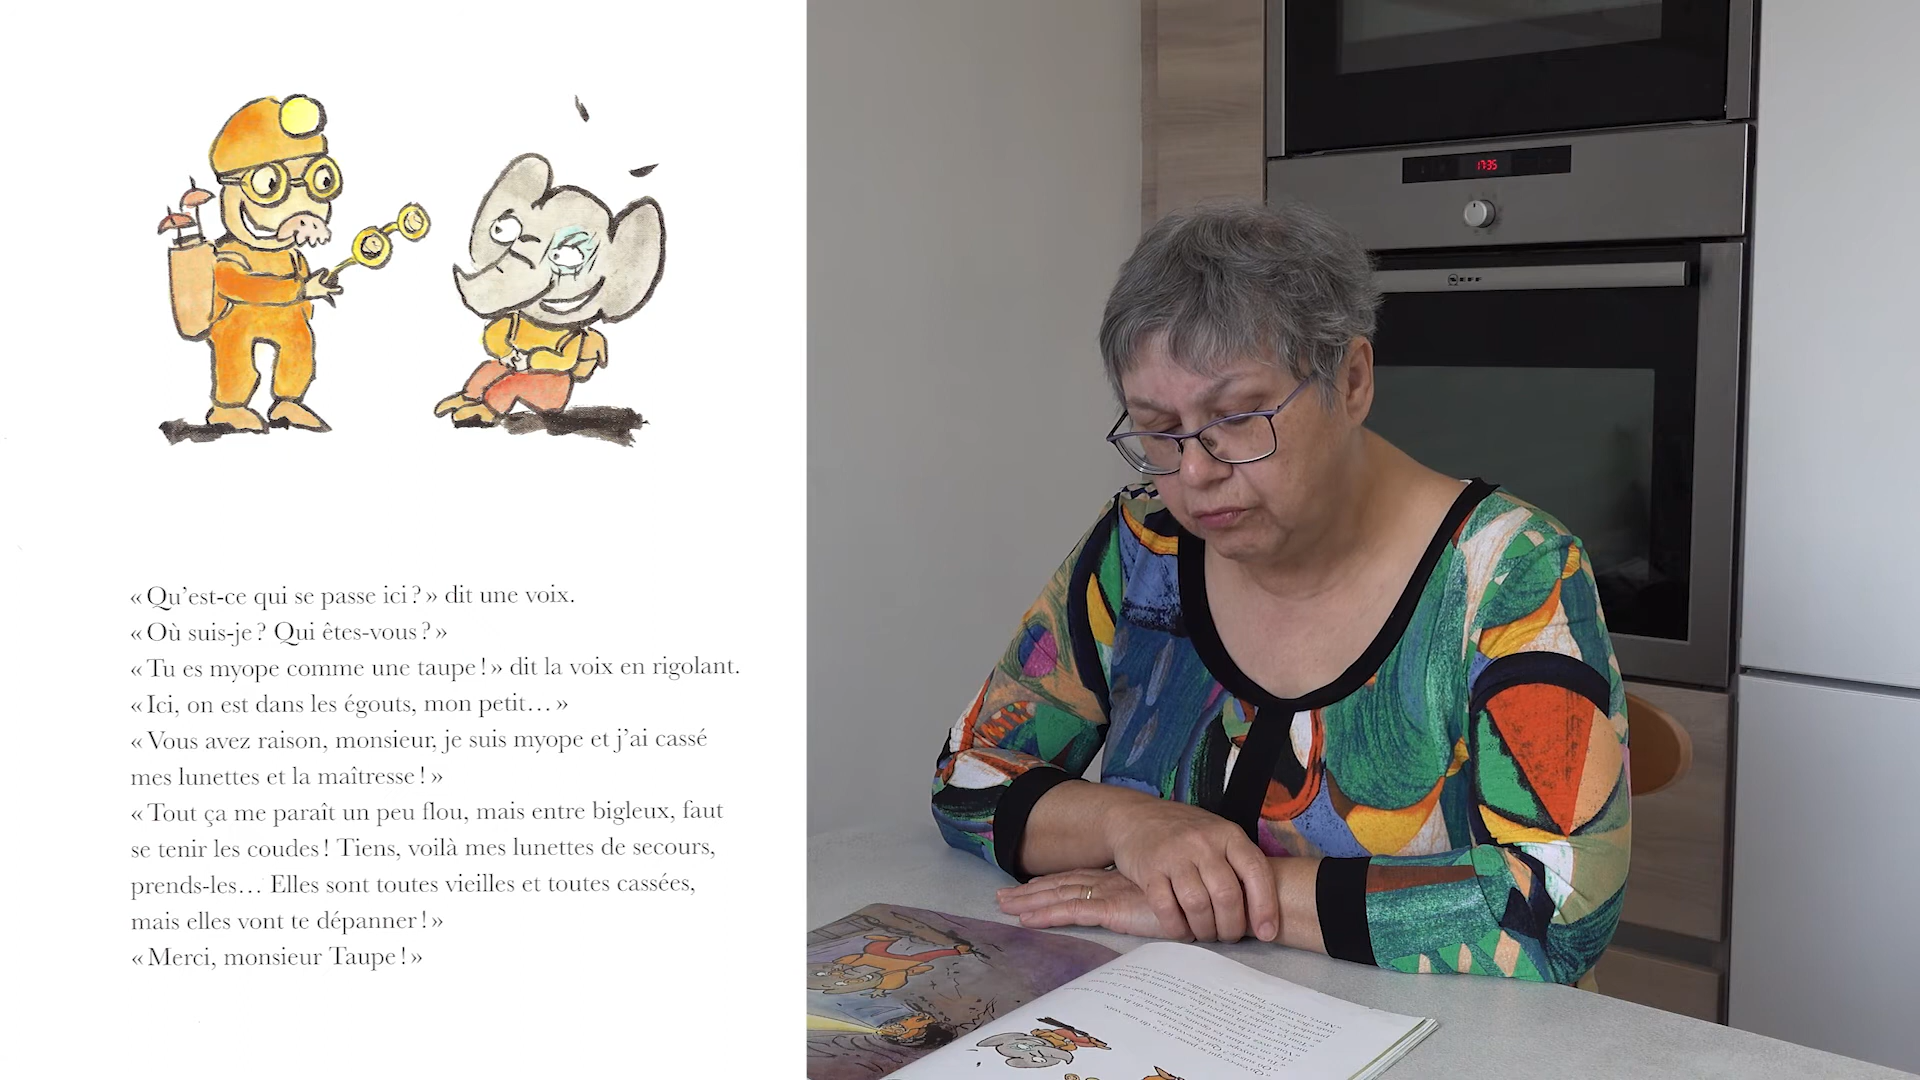 « Qu’est-ce qui se passe ici ? » dit une voix.
« Où suis-je ? Qui êtes-vous ? »
« Tu es myope comme une taupe ! » dit la voix en rigolant.
« Ici, on est dans les égouts, mon petit… »
« Vous avez raison, monsieur, je suis myope et j’ai cassé
mes lunettes et la maîtresse ! »
« Tout ça me paraît un peu flou, mais entre bigleux, faut
se tenir les coudes ! Tiens, voilà mes lunettes de secours,
prends-les… Elles sont toutes vieilles et toutes cassées,
mais elles vont te dépanner ! »
« Merci, monsieur Taupe ! »
17:35
NEFF